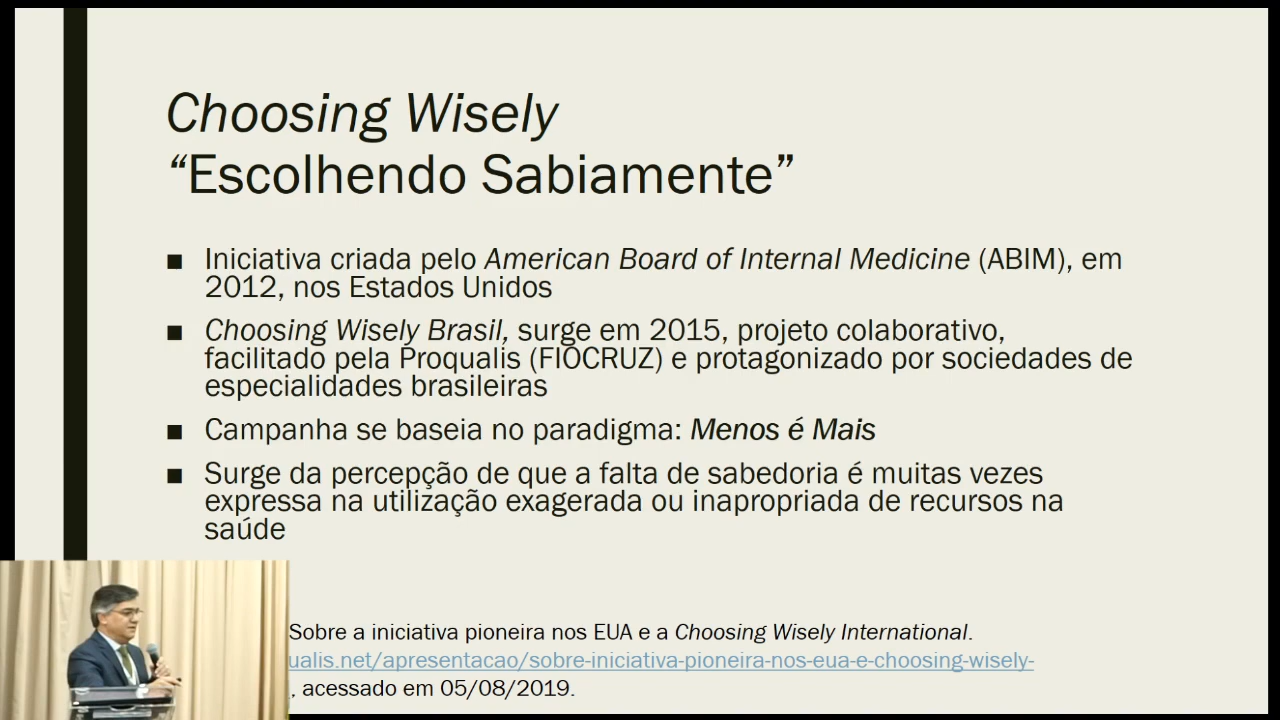 Choosing Wisely
“Escolhendo Sabiamente”
■ Iniciativa criada pelo American Board of Internal Medicine (ABIM), em
2012, nos Estados Unidos
■ Choosing Wisely Brasil, surge em 2015, projeto colaborativo,
facilitado pela Proqualis (FIOCRUZ) e protagonizado por sociedades de
especialidades brasileiras
■ Campanha se baseia no paradigma: Menos é Mais
■ Surge da percepção de que a falta de sabedoria é muitas vezes
expressa na utilização exagerada ou inapropriada de recursos na
saúde
Sobre a iniciativa pioneira nos EUA e a Choosing Wisely International.
ualis.net/apresentacao/sobre-iniciativa-pioneira-nos-eua-e-choosing-wisely-
, acessado em 05/08/2019.